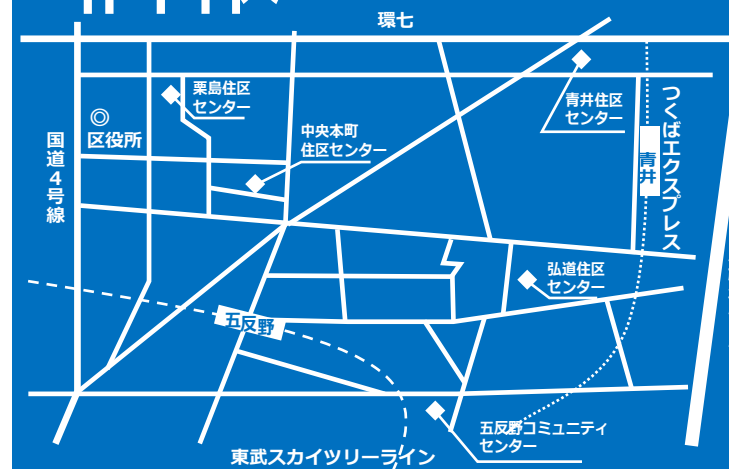 環七
栗島住区
センター
青井住区
センター
つくばエクスプレス
◎
区役所
中央本町
住区センター
国道4号線
青井
弘道住区
センター
五反野
五反野コミュニティ
センター
東武スカイツリーライン